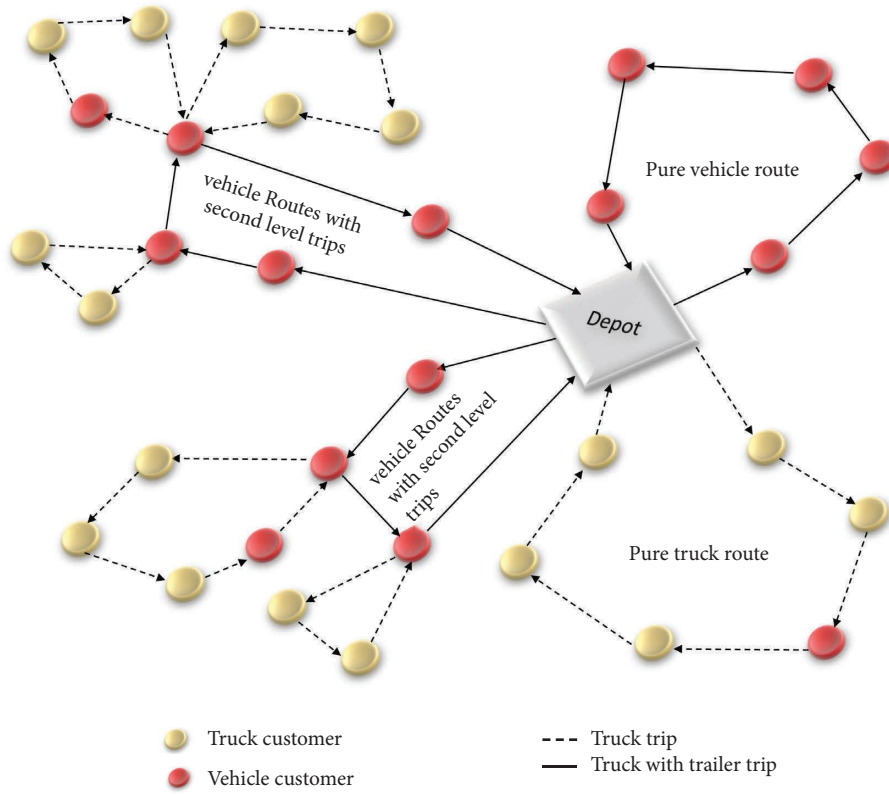 Pure vehicle route
vehicle Routes with
second level trips
Depot
vehicle Routes
with second level
trips
Pure truck route
Truck customer
Vehicle customer
Truck trip
Truck with trailer trip